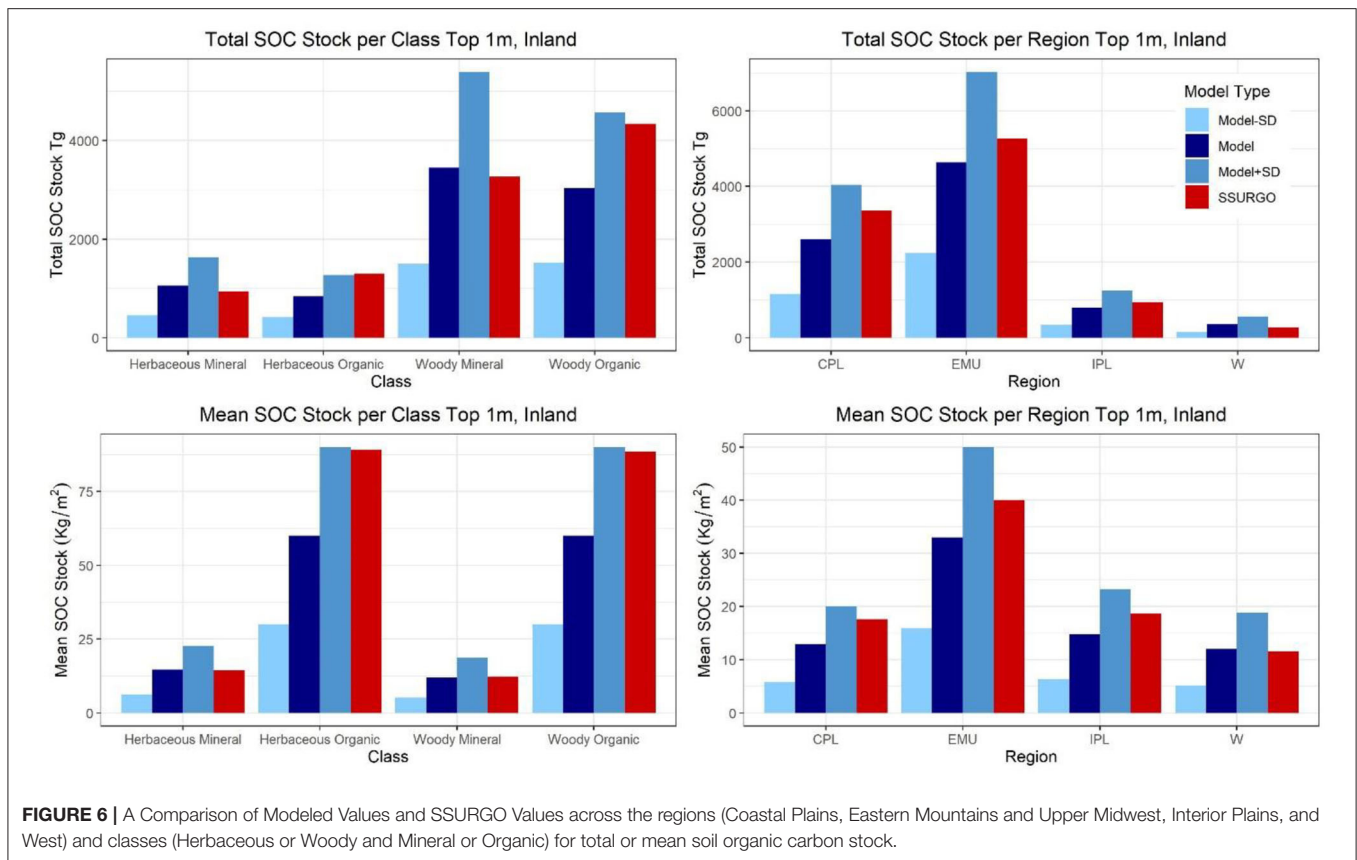 Total SOC Stock per Class Top 1m, Inland
Total SOC Stock Tg
4000
2000
0
Herbaceous Mineral Herbaceous Organic Woody Mineral Woody Organic
Class
Total SOC Stock per Region Top 1m, Inland
Total SOC Stock Tg
6000
4000
2000
0
Model Type
Model-SD
Model
Model+SD
SSURGO
CPL EMU IPL W
Region
Mean SOC Stock per Class Top 1m, Inland
Mean SOC Stock (Kg/m²)
75
50
25
0
Herbaceous Mineral Herbaceous Organic Woody Mineral Woody Organic
Class
Mean SOC Stock per Region Top 1m, Inland
Mean SOC Stock (Kg/m²)
50
40
30
20
10
0
CPL EMU IPL W
Region
FIGURE 6 | A Comparison of Modeled Values and SSURGO Values across the regions (Coastal Plains, Eastern Mountains and Upper Midwest, Interior Plains, and
West) and classes (Herbaceous or Woody and Mineral or Organic) for total or mean soil organic carbon stock.